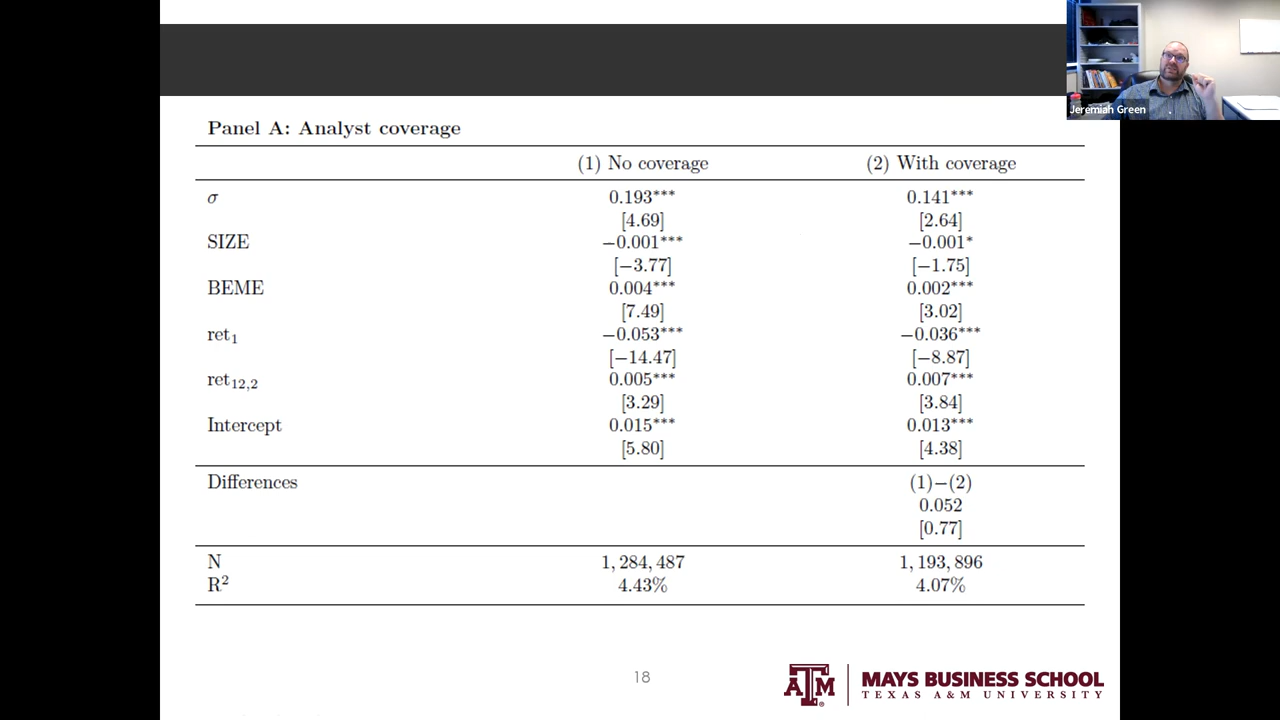 Jeremiah Green
Panel A: Analyst coverage
(1) No coverage (2) With coverage
σ 0.193*** 0.141***
[4.69] [2.64]
SIZE −0.001*** −0.001*
[−3.77] [−1.75]
BEME 0.004*** 0.002***
[7.49] [3.02]
ret₁ −0.053*** −0.036***
[−14.47] [−8.87]
ret₁₂,₂ 0.005*** 0.007***
[3.29] [3.84]
Intercept 0.015*** 0.013***
[5.80] [4.38]
Differences (1)−(2)
0.052
[0.77]
N 1,284,487 1,193,896
R² 4.43% 4.07%
18
ATM MAYS BUSINESS SCHOOL
TEXAS A&M UNIVERSITY